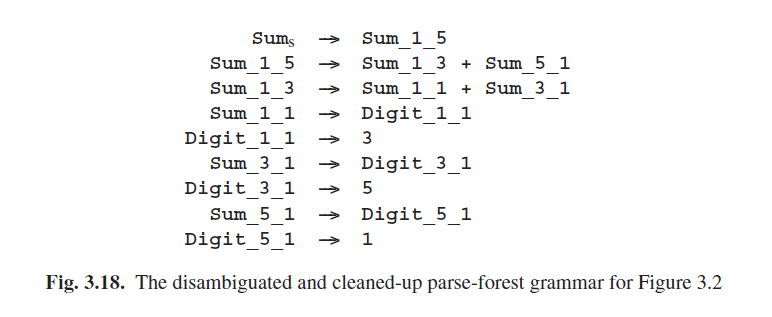 Sumₛ → Sum_1_5
Sum_1_5 → Sum_1_3 + Sum_5_1
Sum_1_3 → Sum_1_1 + Sum_3_1
Sum_1_1 → Digit_1_1
Digit_1_1 → 3
Sum_3_1 → Digit_3_1
Digit_3_1 → 5
Sum_5_1 → Digit_5_1
Digit_5_1 → 1
Fig. 3.18. The disambiguated and cleaned-up parse-forest grammar for Figure 3.2